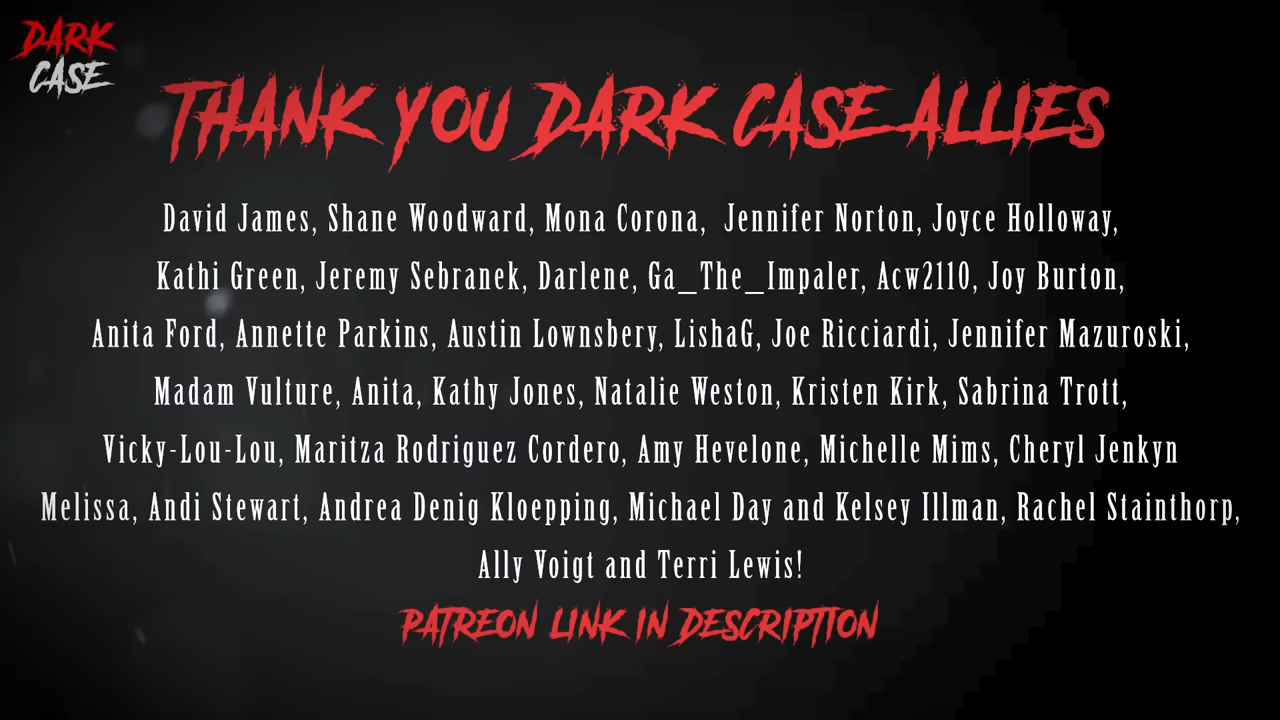 DARK
CASE
THANK YOU DARK CASE ALLIES
David James, Shane Woodward, Mona Corona,  Jennifer Norton, Joyce Holloway,
Kathi Green, Jeremy Sebranek, Darlene, Ga_The_Impaler, Acw2110, Joy Burton,
Anita Ford, Annette Parkins, Austin Lownsbery, LishaG, Joe Ricciardi, Jennifer Mazuroski,
Madam Vulture, Anita, Kathy Jones, Natalie Weston, Kristen Kirk, Sabrina Trott,
Vicky-Lou-Lou, Maritza Rodriguez Cordero, Amy Hevelone, Michelle Mims, Cheryl Jenkyn
Melissa, Andi Stewart, Andrea Denig Kloepping, Michael Day and Kelsey Illman, Rachel Stainthorp,
Ally Voigt and Terri Lewis!
PATREON LINK IN DESCRIPTION